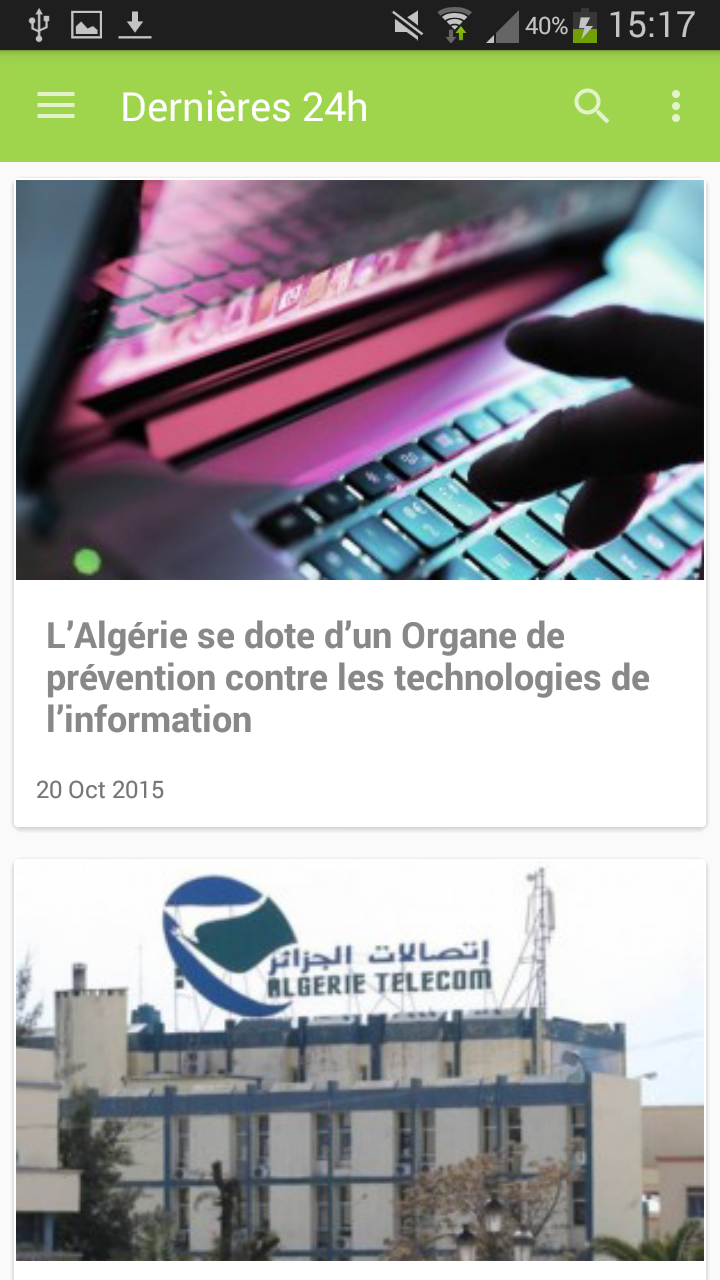 40% 15:17
Dernières 24h
L’Algérie se dote d’un Organe de
prévention contre les technologies de
l’information
20 Oct 2015
إتصالات الجزائر
ALGERIE TELECOM